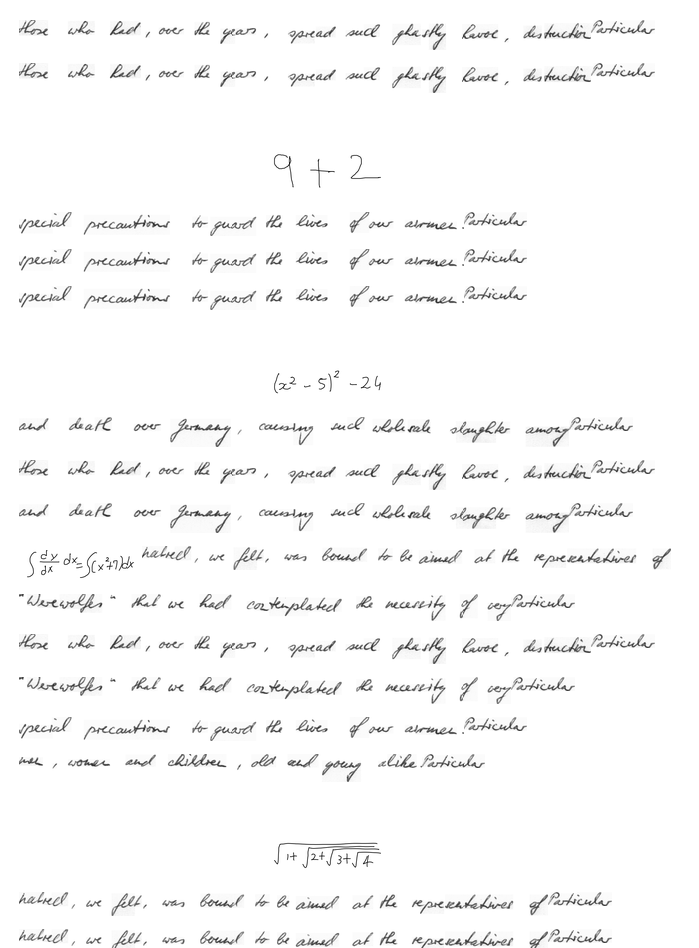 those who had, over the years, spread such ghastly havoc, destruction Particular
those who had, over the years, spread such ghastly havoc, destruction Particular
9 + 2
special precautions to guard the lives of our airmen. Particular
special precautions to guard the lives of our airmen. Particular
special precautions to guard the lives of our airmen. Particular
(x² - 5)² - 24
and death over Germany, causing such wholesale slaughter among Particular
those who had, over the years, spread such ghastly havoc, destruction Particular
and death over Germany, causing such wholesale slaughter among Particular
∫ dy/dx dx = ∫(x²+7)dx hatred, we felt, was bound to be aimed at the representatives of
"Werewolfes" that we had contemplated the necessity of very Particular
those who had, over the years, spread such ghastly havoc, destruction Particular
"Werewolfes" that we had contemplated the necessity of very Particular
special precautions to guard the lives of our airmen. Particular
men, women and children, old and young alike Particular
√(1+√(2+√(3+√4)))
hatred, we felt, was bound to be aimed at the representatives of Particular
hatred, we felt, was bound to be aimed at the representatives of Particular